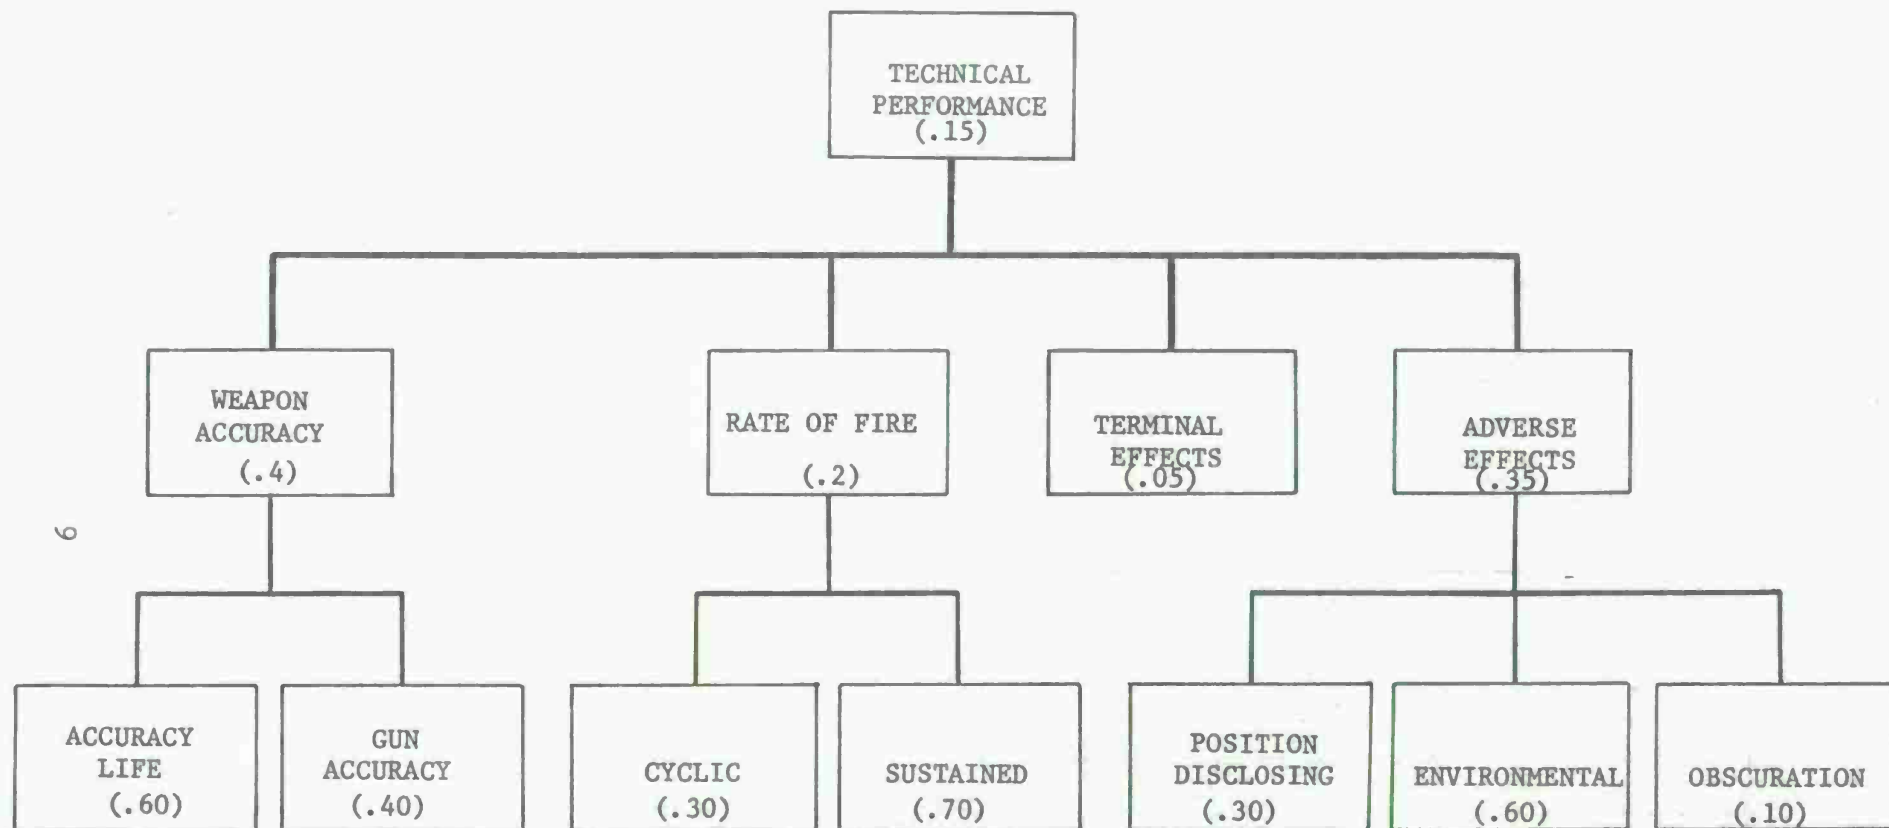 TECHNICAL
PERFORMANCE
(.15)
WEAPON
ACCURACY
(.4)
RATE OF FIRE
(.2)
TERMINAL
EFFECTS
(.05)
ADVERSE
EFFECTS
(.35)
6
ACCURACY
LIFE
(.60)
GUN
ACCURACY
(.40)
CYCLIC
(.30)
SUSTAINED
(.70)
POSITION
DISCLOSING
(.30)
ENVIRONMENTAL
(.60)
OBSCURATION
(.10)